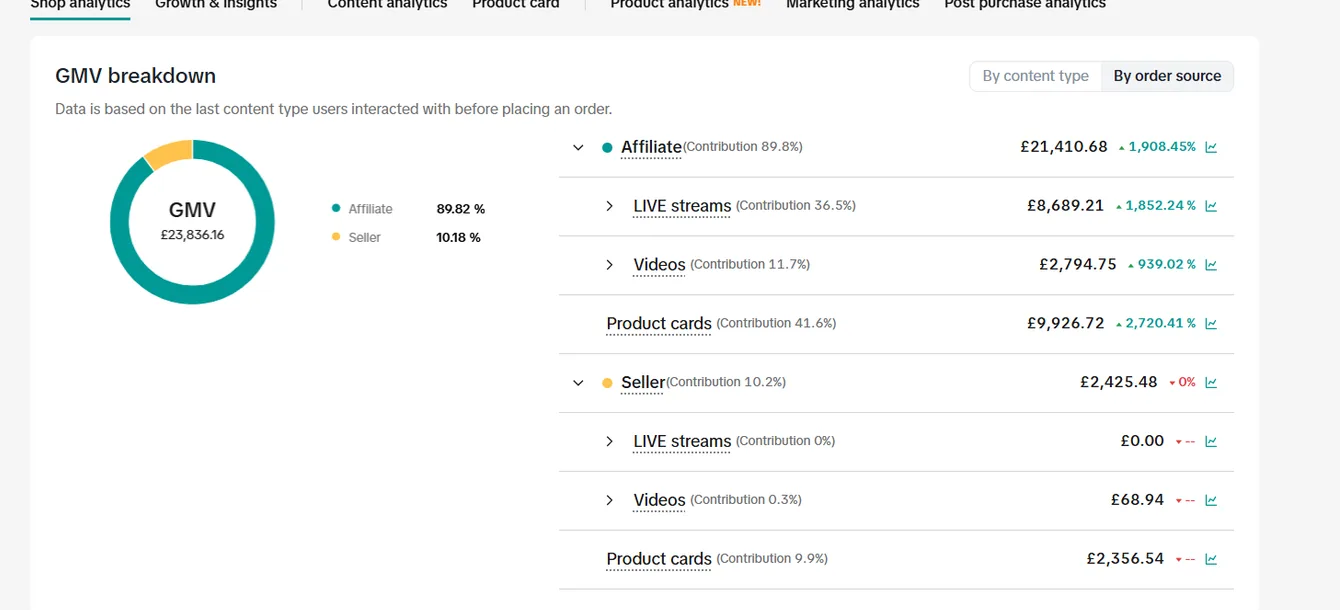 Shop analytics Growth & insights Content analytics Product card Product analytics NEW! Marketing analytics Post purchase analytics
GMV breakdown
By content type By order source
Data is based on the last content type users interacted with before placing an order.
GMV
£23,836.16
Affiliate 89.82 %
Seller 10.18 %
Affiliate (Contribution 89.8%) £21,410.68 1,908.45%
LIVE streams (Contribution 36.5%) £8,689.21 1,852.24 %
Videos (Contribution 11.7%) £2,794.75 939.02 %
Product cards (Contribution 41.6%) £9,926.72 2,720.41 %
Seller (Contribution 10.2%) £2,425.48 0%
LIVE streams (Contribution 0%) £0.00 --
Videos (Contribution 0.3%) £68.94 --
Product cards (Contribution 9.9%) £2,356.54 --